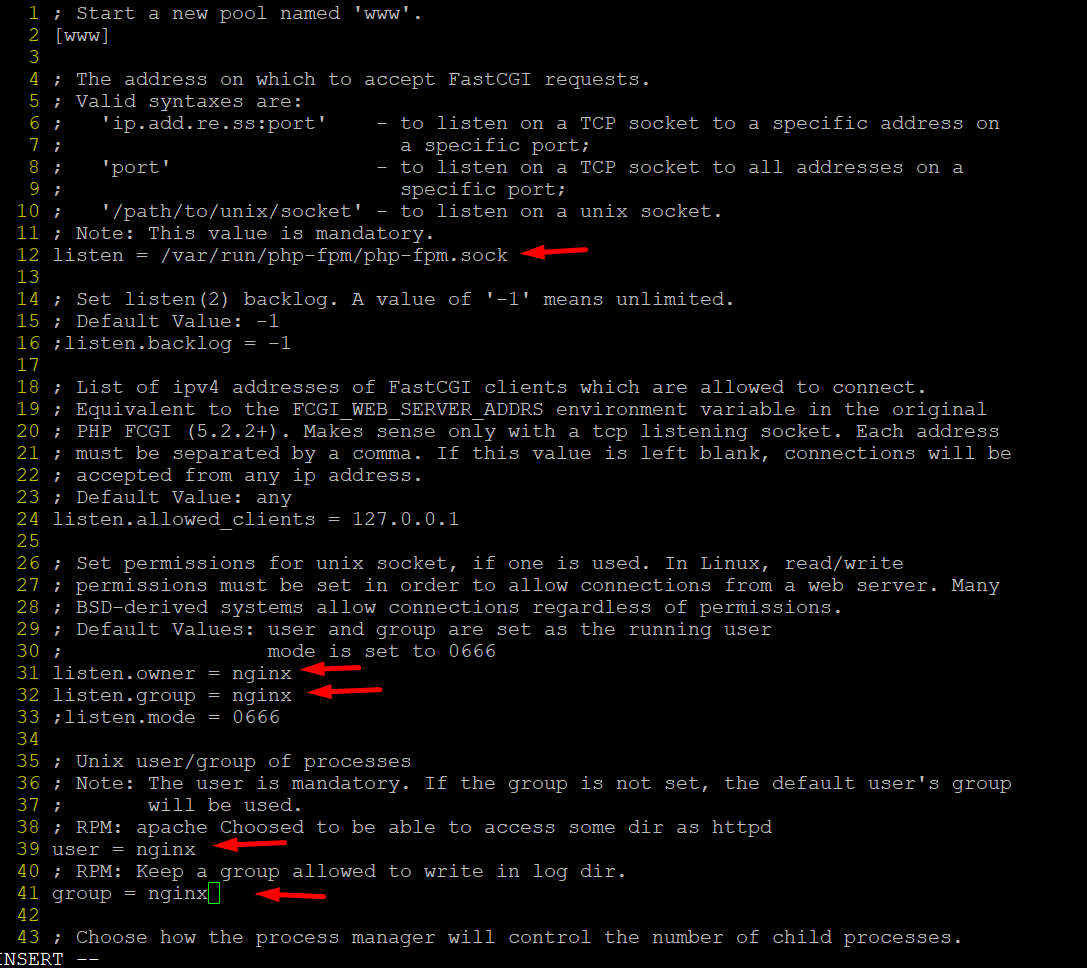 1 ; Start a new pool named 'www'.
2 [www]
3
4 ; The address on which to accept FastCGI requests.
5 ; Valid syntaxes are:
6 ;   'ip.add.re.ss:port'    - to listen on a TCP socket to a specific address on
7 ;                            a specific port;
8 ;   'port'                 - to listen on a TCP socket to all addresses on a
9 ;                            specific port;
10 ;   '/path/to/unix/socket' - to listen on a unix socket.
11 ; Note: This value is mandatory.
12 listen = /var/run/php-fpm/php-fpm.sock
13
14 ; Set listen(2) backlog. A value of '-1' means unlimited.
15 ; Default Value: -1
16 ;listen.backlog = -1
17
18 ; List of ipv4 addresses of FastCGI clients which are allowed to connect.
19 ; Equivalent to the FCGI_WEB_SERVER_ADDRS environment variable in the original
20 ; PHP FCGI (5.2.2+). Makes sense only with a tcp listening socket. Each address
21 ; must be separated by a comma. If this value is left blank, connections will be
22 ; accepted from any ip address.
23 ; Default Value: any
24 listen.allowed_clients = 127.0.0.1
25
26 ; Set permissions for unix socket, if one is used. In Linux, read/write
27 ; permissions must be set in order to allow connections from a web server. Many
28 ; BSD-derived systems allow connections regardless of permissions.
29 ; Default Values: user and group are set as the running user
30 ;                 mode is set to 0666
31 listen.owner = nginx
32 listen.group = nginx
33 ;listen.mode = 0666
34
35 ; Unix user/group of processes
36 ; Note: The user is mandatory. If the group is not set, the default user's group
37 ;       will be used.
38 ; RPM: apache Choosed to be able to access some dir as httpd
39 user = nginx
40 ; RPM: Keep a group allowed to write in log dir.
41 group = nginx
42
43 ; Choose how the process manager will control the number of child processes.
INSERT --